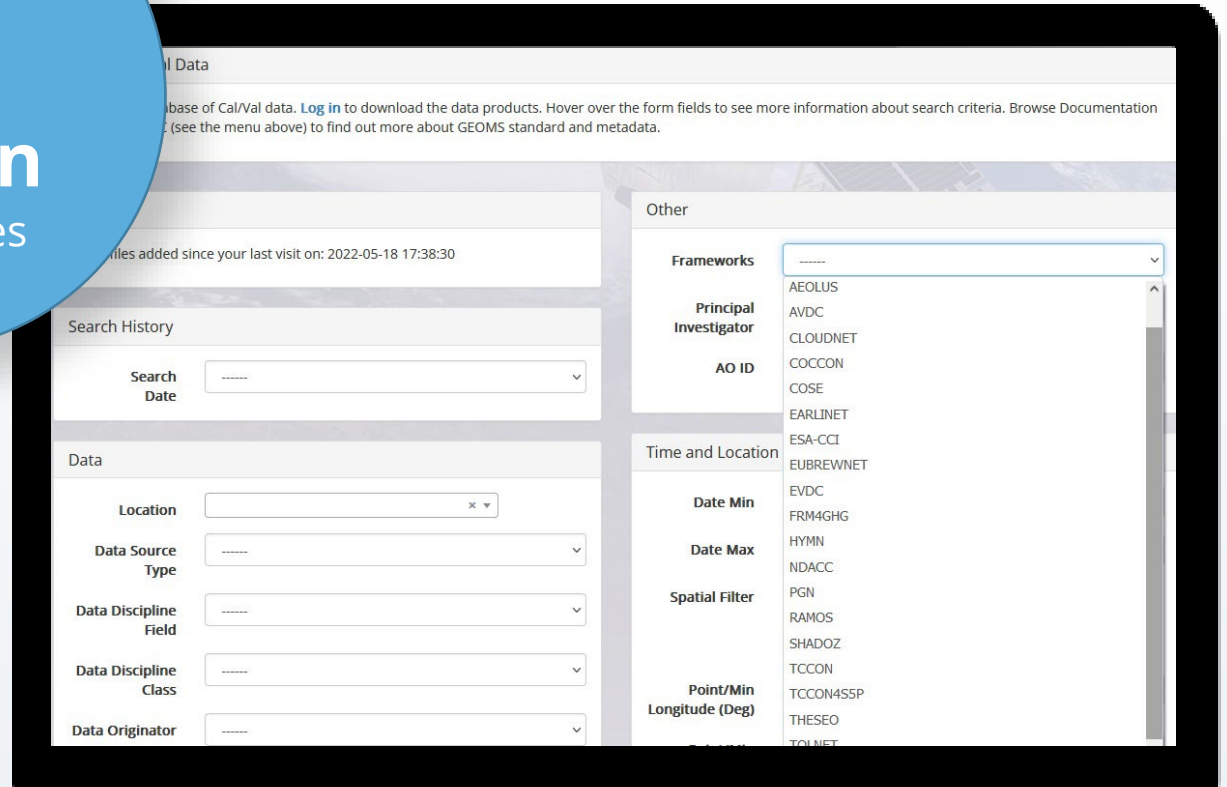 n
es
l Data
base of Cal/Val data. Log in to download the data products. Hover over the form fields to see more information about search criteria. Browse Documentation
(see the menu above) to find out more about GEOMS standard and metadata.
files added since your last visit on: 2022-05-18 17:38:30
Search History
Search
Date
------
Data
Location
× ▾
Data Source
Type
------
Data Discipline
Field
------
Data Discipline
Class
------
Data Originator
------
Other
Frameworks
------
AEOLUS
AVDC
CLOUDNET
COCCON
COSE
EARLINET
ESA-CCI
EUBREWNET
EVDC
FRM4GHG
HYMN
NDACC
PGN
RAMOS
SHADOZ
TCCON
TCCON4S5P
THESEO
TOLNET
Principal
Investigator
AO ID
Time and Location
Date Min
Date Max
Spatial Filter
Point/Min
Longitude (Deg)